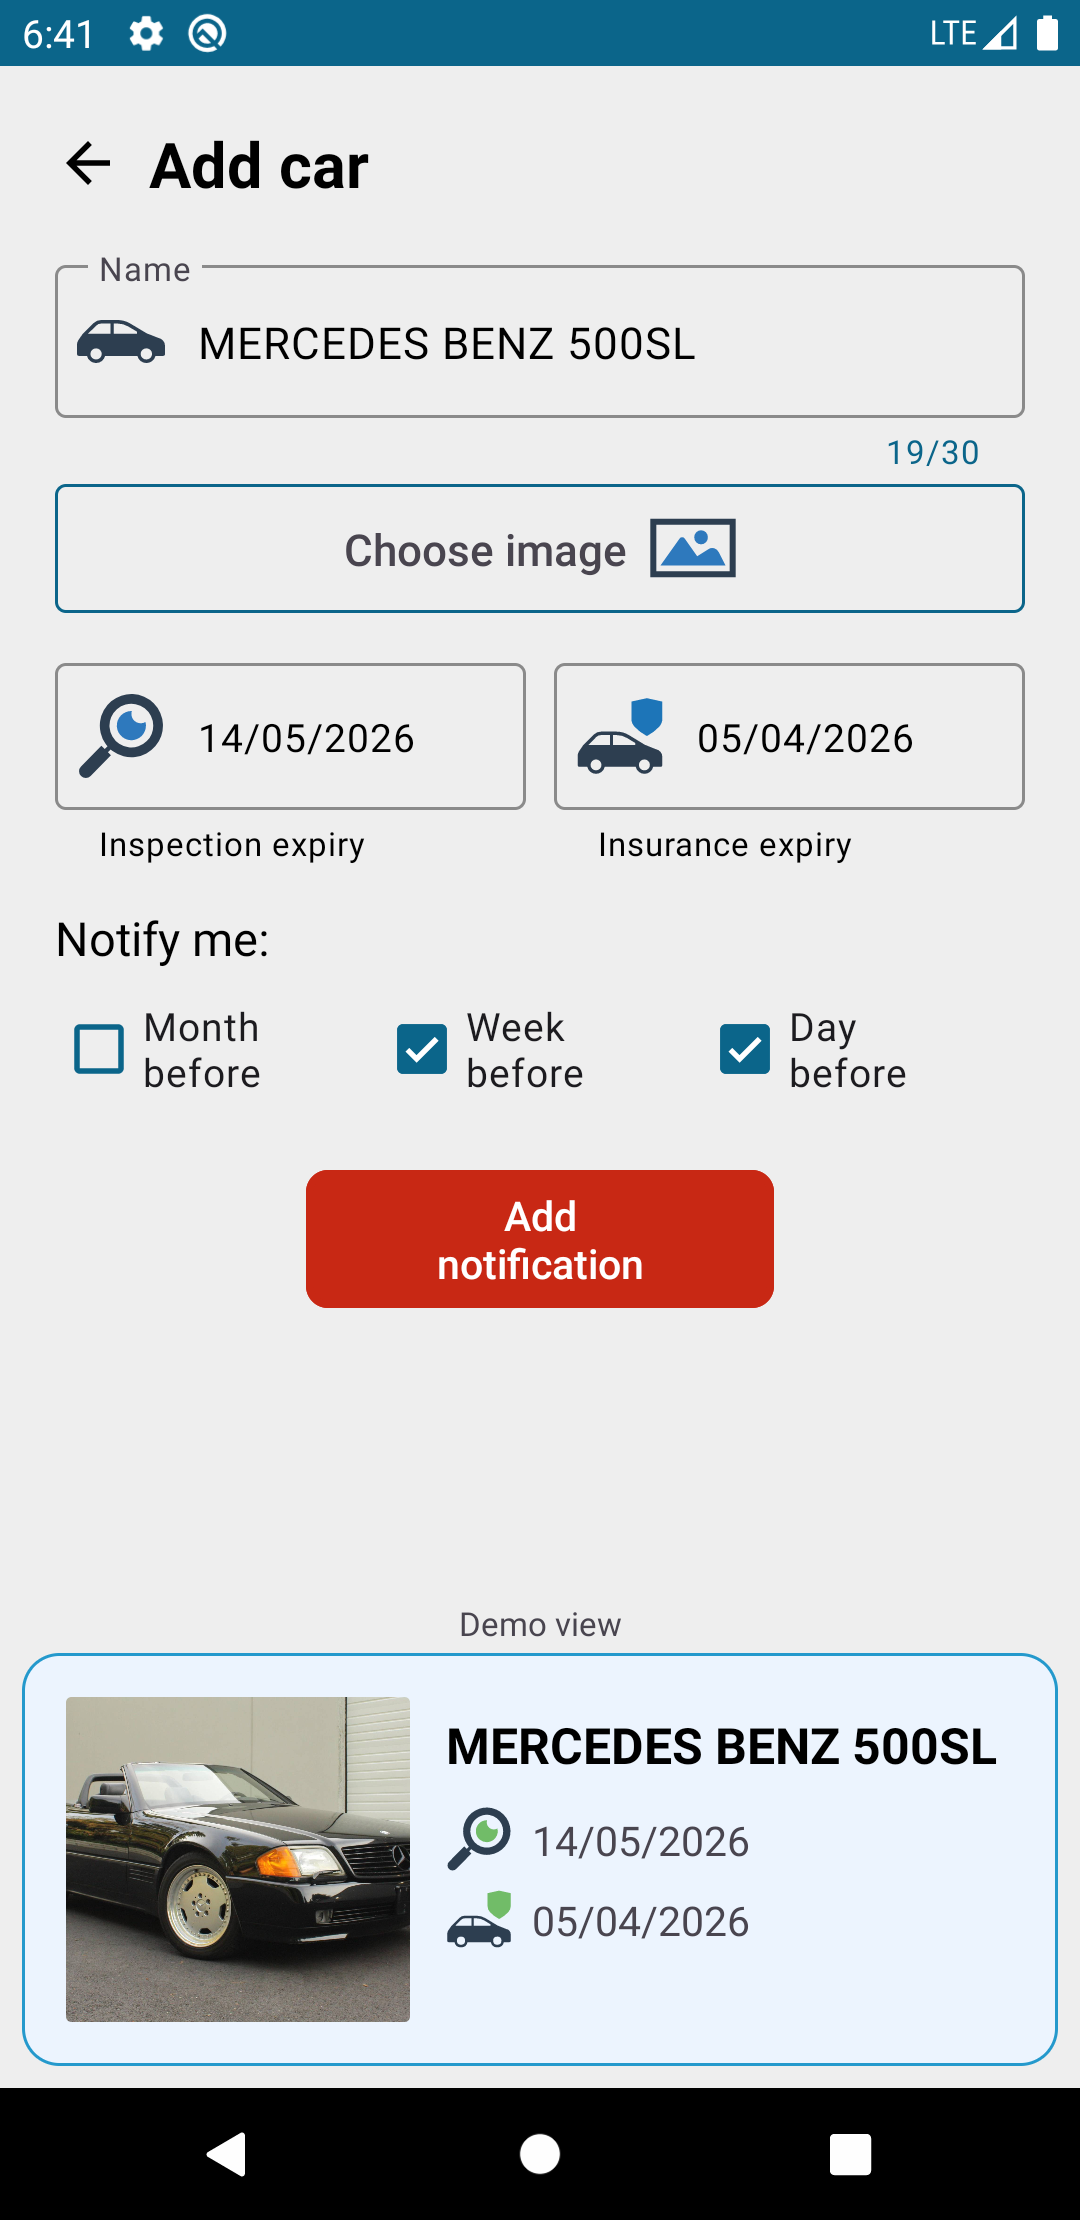 6:41
LTE
Add car
Name
MERCEDES BENZ 500SL
19/30
Choose image
14/05/2026
05/04/2026
Inspection expiry
Insurance expiry
Notify me:
Month
before
Week
before
Day
before
Add
notification
Demo view
MERCEDES BENZ 500SL
14/05/2026
05/04/2026